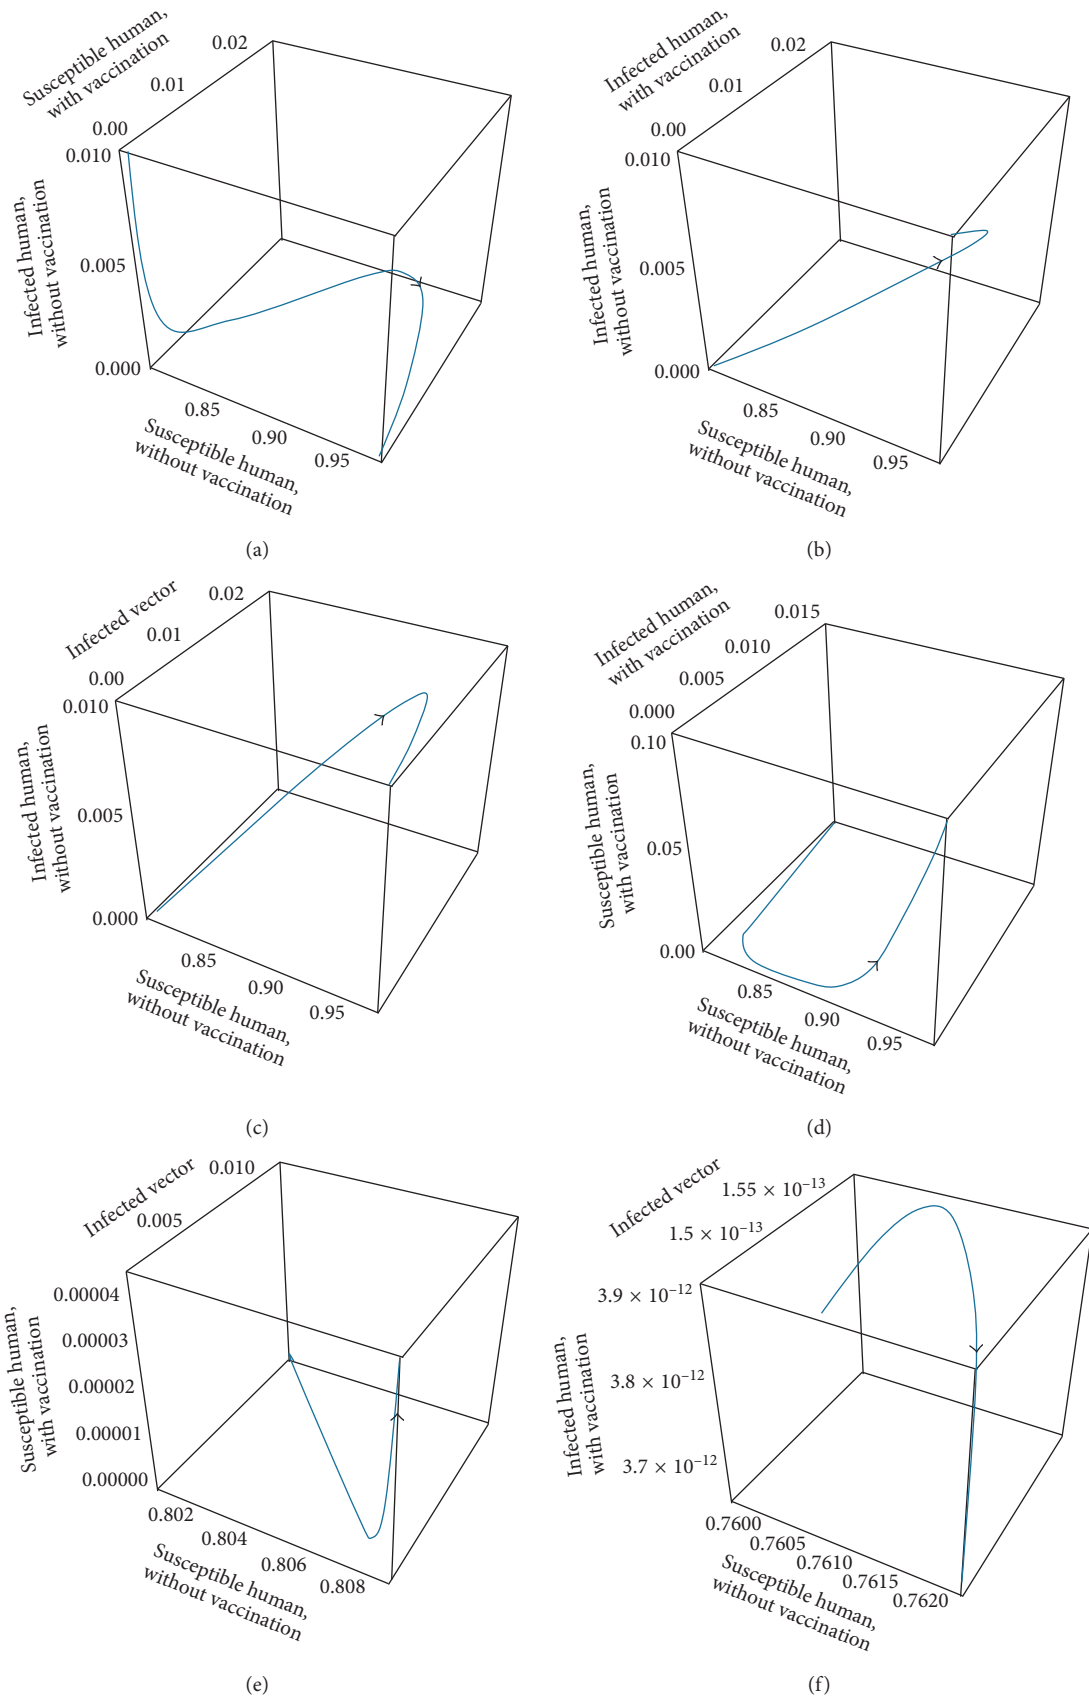 Susceptible human,
with vaccination
0.02
0.01
0.00
0.010
0.005
0.000
Infected human,
without vaccination
0.85
0.90
0.95
Susceptible human,
without vaccination
(a)
Infected human,
with vaccination
0.02
0.01
0.00
0.010
0.005
0.000
Infected human,
without vaccination
0.85
0.90
0.95
Susceptible human,
without vaccination
(b)
Infected vector
0.02
0.01
0.00
0.010
0.005
0.000
Infected human,
without vaccination
0.85
0.90
0.95
Susceptible human,
without vaccination
(c)
Infected human,
with vaccination
0.015
0.010
0.005
0.000
0.10
0.05
0.00
Susceptible human,
with vaccination
0.85
0.90
0.95
Susceptible human,
without vaccination
(d)
Infected vector
0.010
0.005
0.00004
0.00003
0.00002
0.00001
0.00000
Susceptible human,
with vaccination
0.802
0.804
0.806
0.808
Susceptible human,
without vaccination
(e)
Infected vector
1.55 × 10⁻¹³
1.5 × 10⁻¹³
3.9 × 10⁻¹²
3.8 × 10⁻¹²
3.7 × 10⁻¹²
Infected human,
with vaccination
0.7600
0.7605
0.7610
0.7615
0.7620
Susceptible human,
without vaccination
(f)